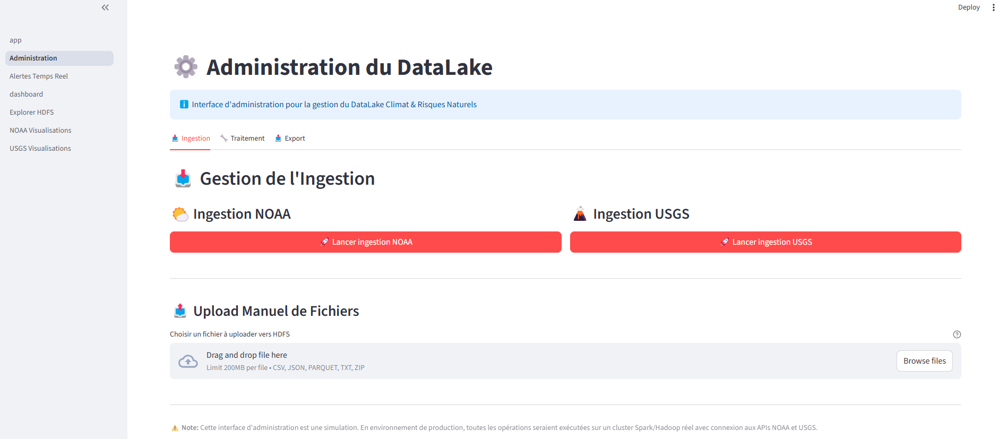 Deploy
app
Administration
Alertes Temps Reel
dashboard
Explorer HDFS
NOAA Visualisations
USGS Visualisations
Administration du DataLake
Interface d'administration pour la gestion du DataLake Climat & Risques Naturels
Ingestion Traitement Export
Gestion de l'Ingestion
Ingestion NOAA
Lancer ingestion NOAA
Ingestion USGS
Lancer ingestion USGS
Upload Manuel de Fichiers
Choisir un fichier à uploader vers HDFS
Drag and drop file here
Limit 200MB per file • CSV, JSON, PARQUET, TXT, ZIP
Browse files
Note: Cette interface d'administration est une simulation. En environnement de production, toutes les opérations seraient exécutées sur un cluster Spark/Hadoop réel avec connexion aux APIs NOAA et USGS.